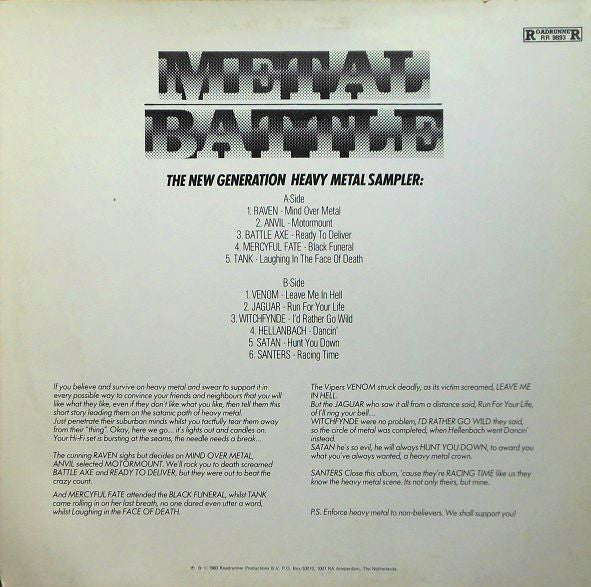 ROADRUNNER
RR 9893
METAL
BATTLE
THE NEW GENERATION HEAVY METAL SAMPLER:
A-Side
1. RAVEN - Mind Over Metal
2. ANVIL - Motormount
3. BATTLE AXE - Ready To Deliver
4. MERCYFUL FATE - Black Funeral
5. TANK - Laughing In The Face Of Death
B-Side
1. VENOM - Leave Me In Hell
2. JAGUAR - Run For Your Life
3. WITCHFYNDE - I'd Rather Go Wild
4. HELLANBACH - Dancin'
5. SATAN - Hunt You Down
6. SANTERS - Racing Time
If you believe and survive on heavy metal and swear to support it in
every possible way to convince your friends and neighbours that you will
like what they like, even if they don't like what you like, then tell them this
short story leading them on the satanic path of heavy metal.
Just penetrate their suburban minds whilst you tactfully tear them away
from their "thing". Okay, here we go... it's lights out and candles on.
Your Hi-Fi set is bursting at the seams, the needle needs a break...
The cunning RAVEN sighs but decides on MIND OVER METAL,
ANVIL selected MOTORMOUNT. We'll rock you to death screamed
BATTLE AXE and READY TO DELIVER, but they were out to beat the
crazy count.
And MERCYFUL FATE attended the BLACK FUNERAL, whilst TANK
came rolling in on her last breath, no one dared even utter a word,
whilst Laughing in the FACE OF DEATH.
The Vipers VENOM struck deadly, as its victim screamed, LEAVE ME
IN HELL.
But the JAGUAR who saw it all from a distance said, Run For Your Life,
of I'll ring your bell...
WITCHFYNDE were no problem, I'D RATHER GO WILD they said,
so the circle of metal was completed, when Hellenbach went Dancin'
instead.
SATAN he's so evil, he will always HUNT YOU DOWN, to award you
what you've always wanted, a heavy metal crown.
SANTERS Close this album, 'cause they're RACING TIME like us they
know the heavy metal scene. Its not only theirs, but mine.
P.S. Enforce heavy metal to non-believers. We shall support you!
℗ & © 1983 Roadrunner Productions B.V. P.O. Box 53010, 1007 RA Amsterdam, The Netherlands.